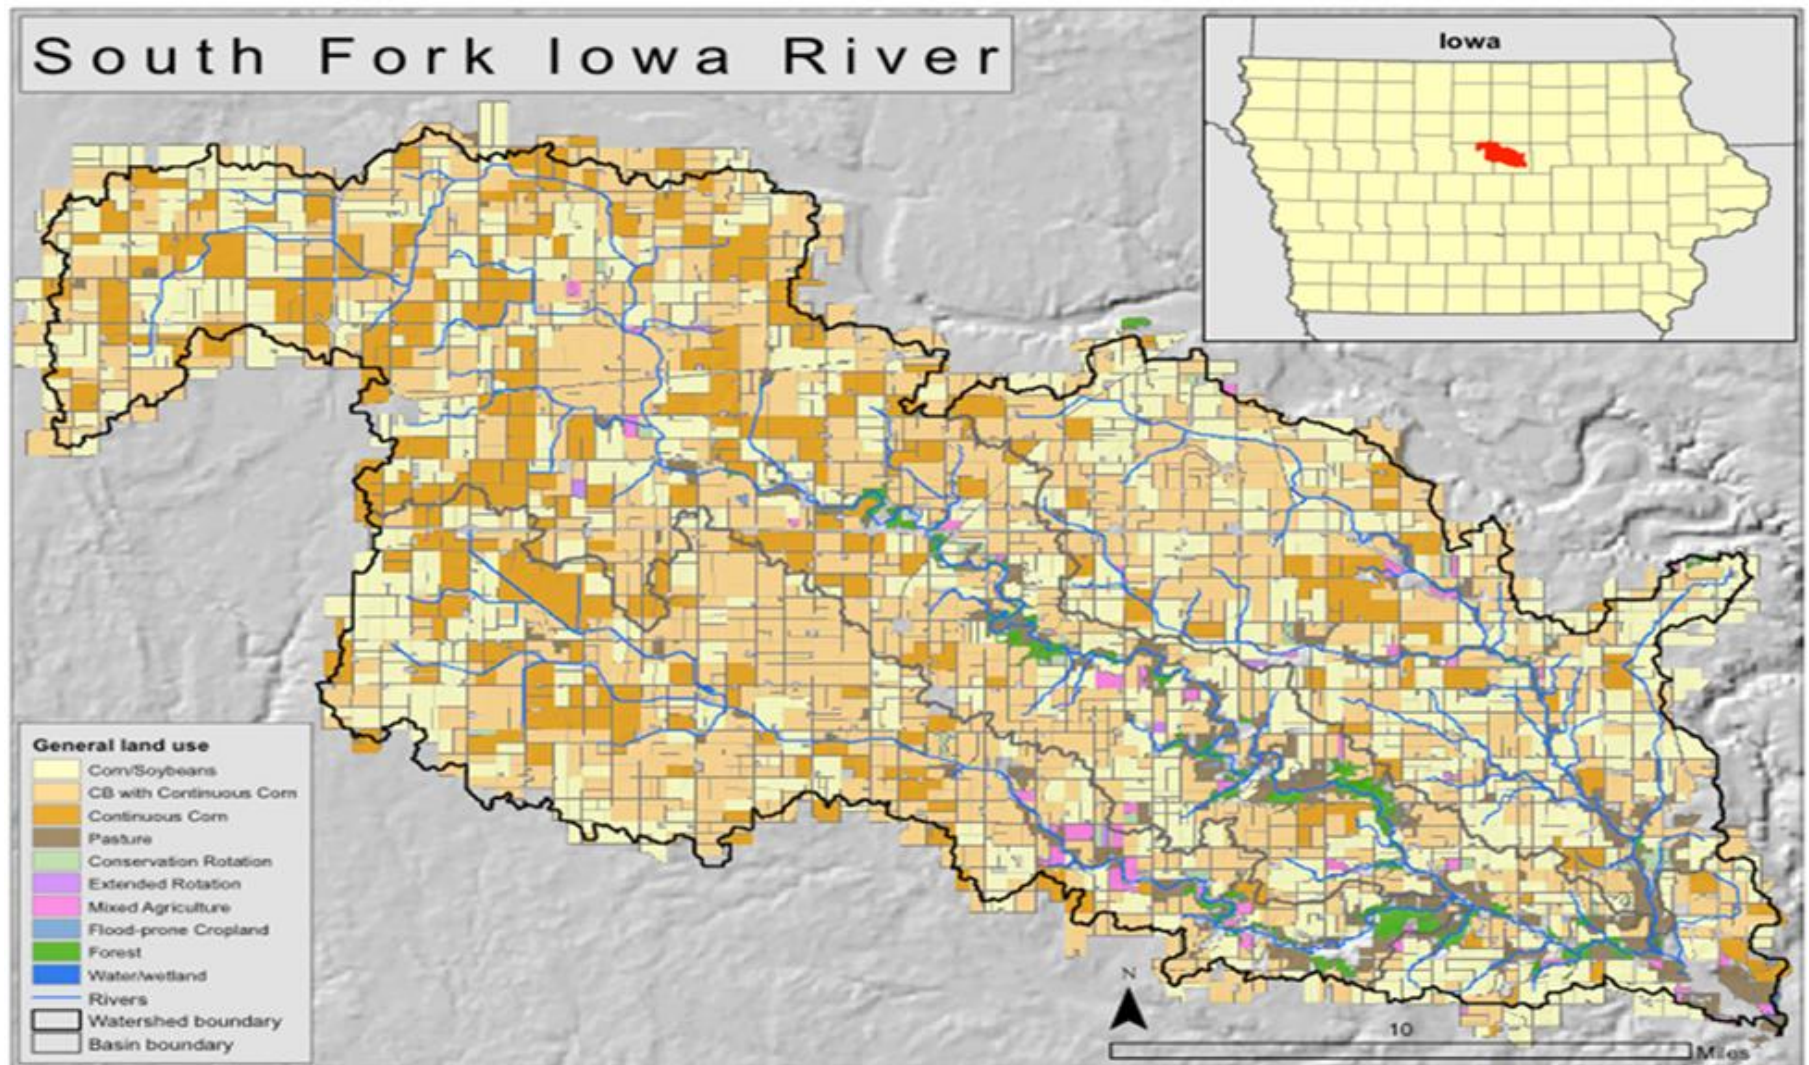 South Fork Iowa River
Iowa
General land use
Corn/Soybeans
CB with Continuous Corn
Continuous Corn
Pasture
Conservation Rotation
Extended Rotation
Mixed Agriculture
Flood-prone Cropland
Forest
Water/wetland
Rivers
Watershed boundary
Basin boundary
N
10
Miles